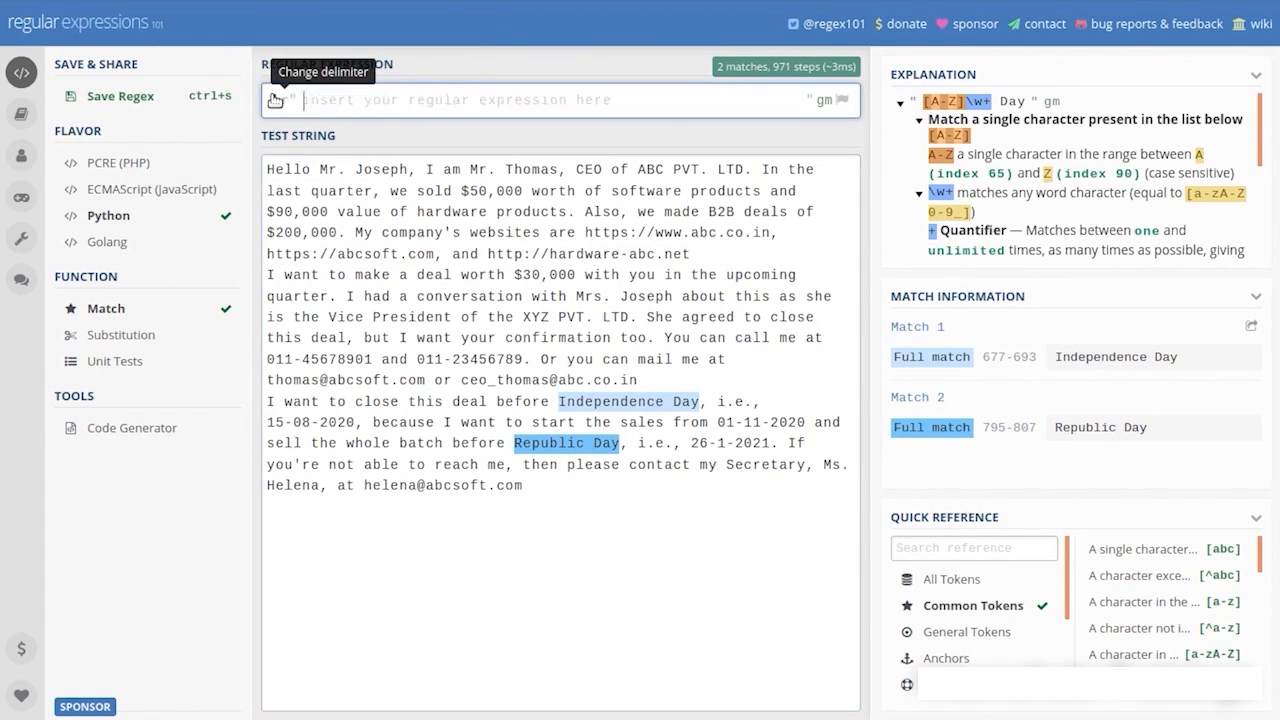 regular expressions 101
@regex101
donate
sponsor
contact
bug reports & feedback
wiki
SAVE & SHARE
Save Regex ctrl+s
FLAVOR
PCRE (PHP)
ECMAScript (JavaScript)
Python
Golang
FUNCTION
Match
Substitution
Unit Tests
TOOLS
Code Generator
SPONSOR
Change delimiter
2 matches, 971 steps (~3ms)
insert your regular expression here
" gm
TEST STRING
Hello Mr. Joseph, I am Mr. Thomas, CEO of ABC PVT. LTD. In the
last quarter, we sold $50,000 worth of software products and
$90,000 value of hardware products. Also, we made B2B deals of
$200,000. My company's websites are https://www.abc.co.in,
https://abcsoft.com, and http://hardware-abc.net
I want to make a deal worth $30,000 with you in the upcoming
quarter. I had a conversation with Mrs. Joseph about this as she
is the Vice President of the XYZ PVT. LTD. She agreed to close
this deal, but I want your confirmation too. You can call me at
011-45678901 and 011-23456789. Or you can mail me at
thomas@abcsoft.com or ceo_thomas@abc.co.in
I want to close this deal before Independence Day, i.e.,
15-08-2020, because I want to start the sales from 01-11-2020 and
sell the whole batch before Republic Day, i.e., 26-1-2021. If
you're not able to reach me, then please contact my Secretary, Ms.
Helena, at helena@abcsoft.com
EXPLANATION
" [A-Z]\w+ Day " gm
Match a single character present in the list below
[A-Z]
A-Z a single character in the range between A
(index 65) and Z (index 90) (case sensitive)
\w+ matches any word character (equal to [a-zA-Z
0-9_])
+ Quantifier — Matches between one and
unlimited times, as many times as possible, giving
MATCH INFORMATION
Match 1
Full match 677-693 Independence Day
Match 2
Full match 795-807 Republic Day
QUICK REFERENCE
Search reference
All Tokens
Common Tokens
General Tokens
Anchors
A single character... [abc]
A character exce... [^abc]
A character in the ... [a-z]
A character not i... [^a-z]
A character in ... [a-zA-Z]